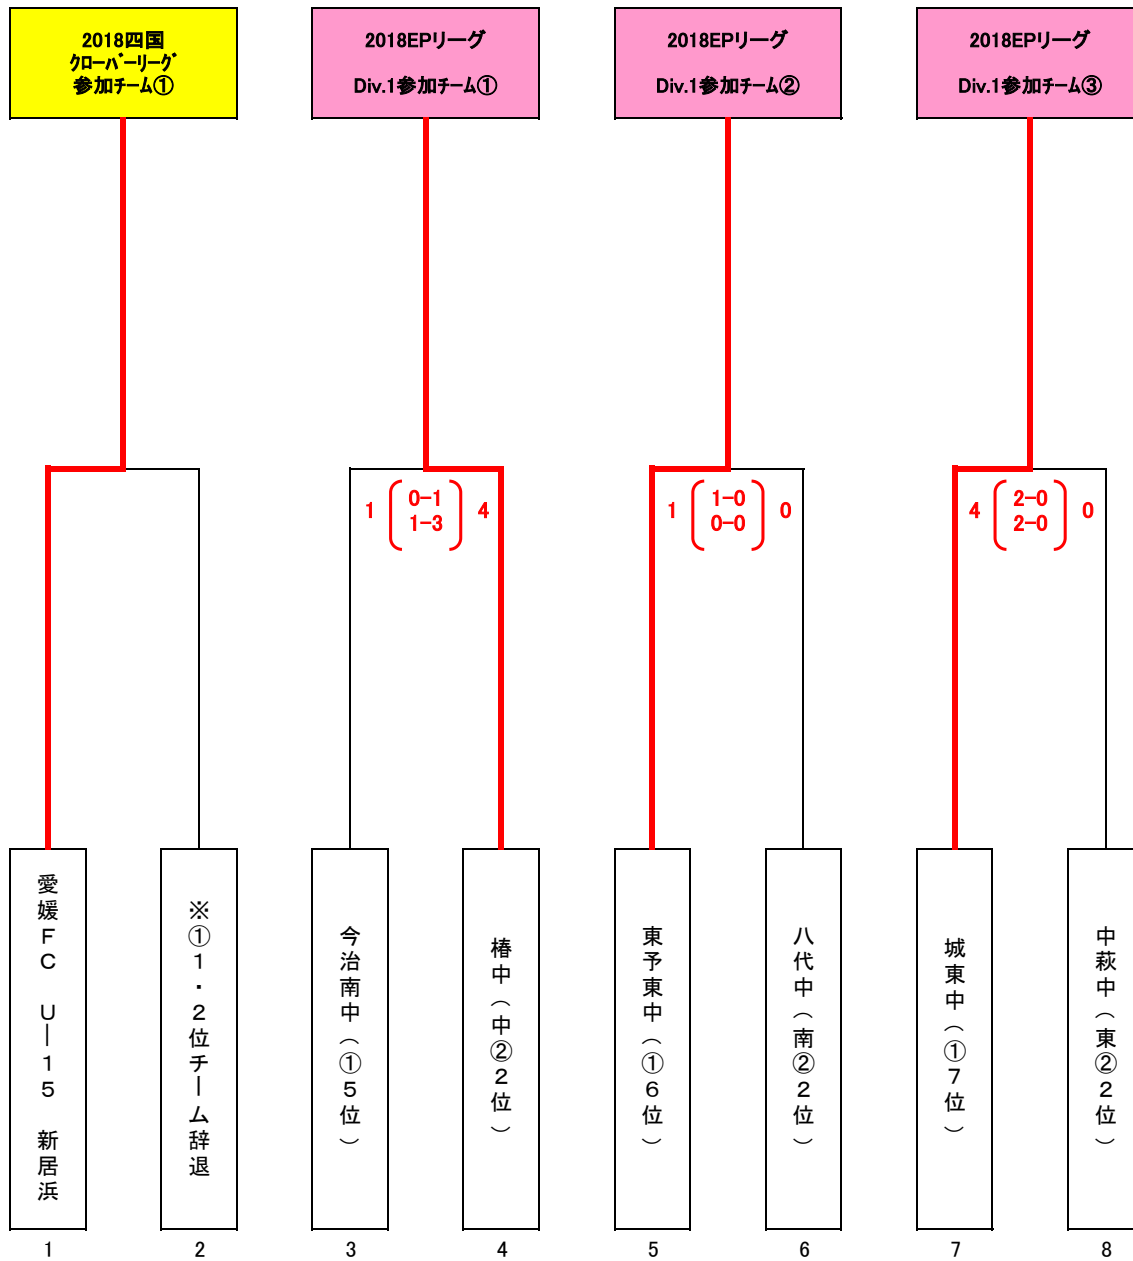 2018四国
クローバーリーグ
参加チーム①
2018EPリーグ
Div.1参加チーム①
2018EPリーグ
Div.1参加チーム②
2018EPリーグ
Div.1参加チーム③
1
0-1
1-3
4
1
1-0
0-0
0
4
2-0
2-0
0
愛媛FC U―15 新居浜
※①1・2位チーム辞退
今治南中（①5位）
椿中（中②2位）
東予東中（①6位）
八代中（南②2位）
城東中（①7位）
中萩中（東②2位）
1
2
3
4
5
6
7
8